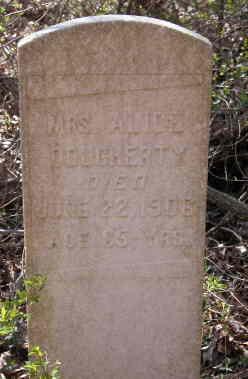 MRS ALICE
DOUGHERTY
DIED
JUNE 22, 1906
AGE 65 YRS.